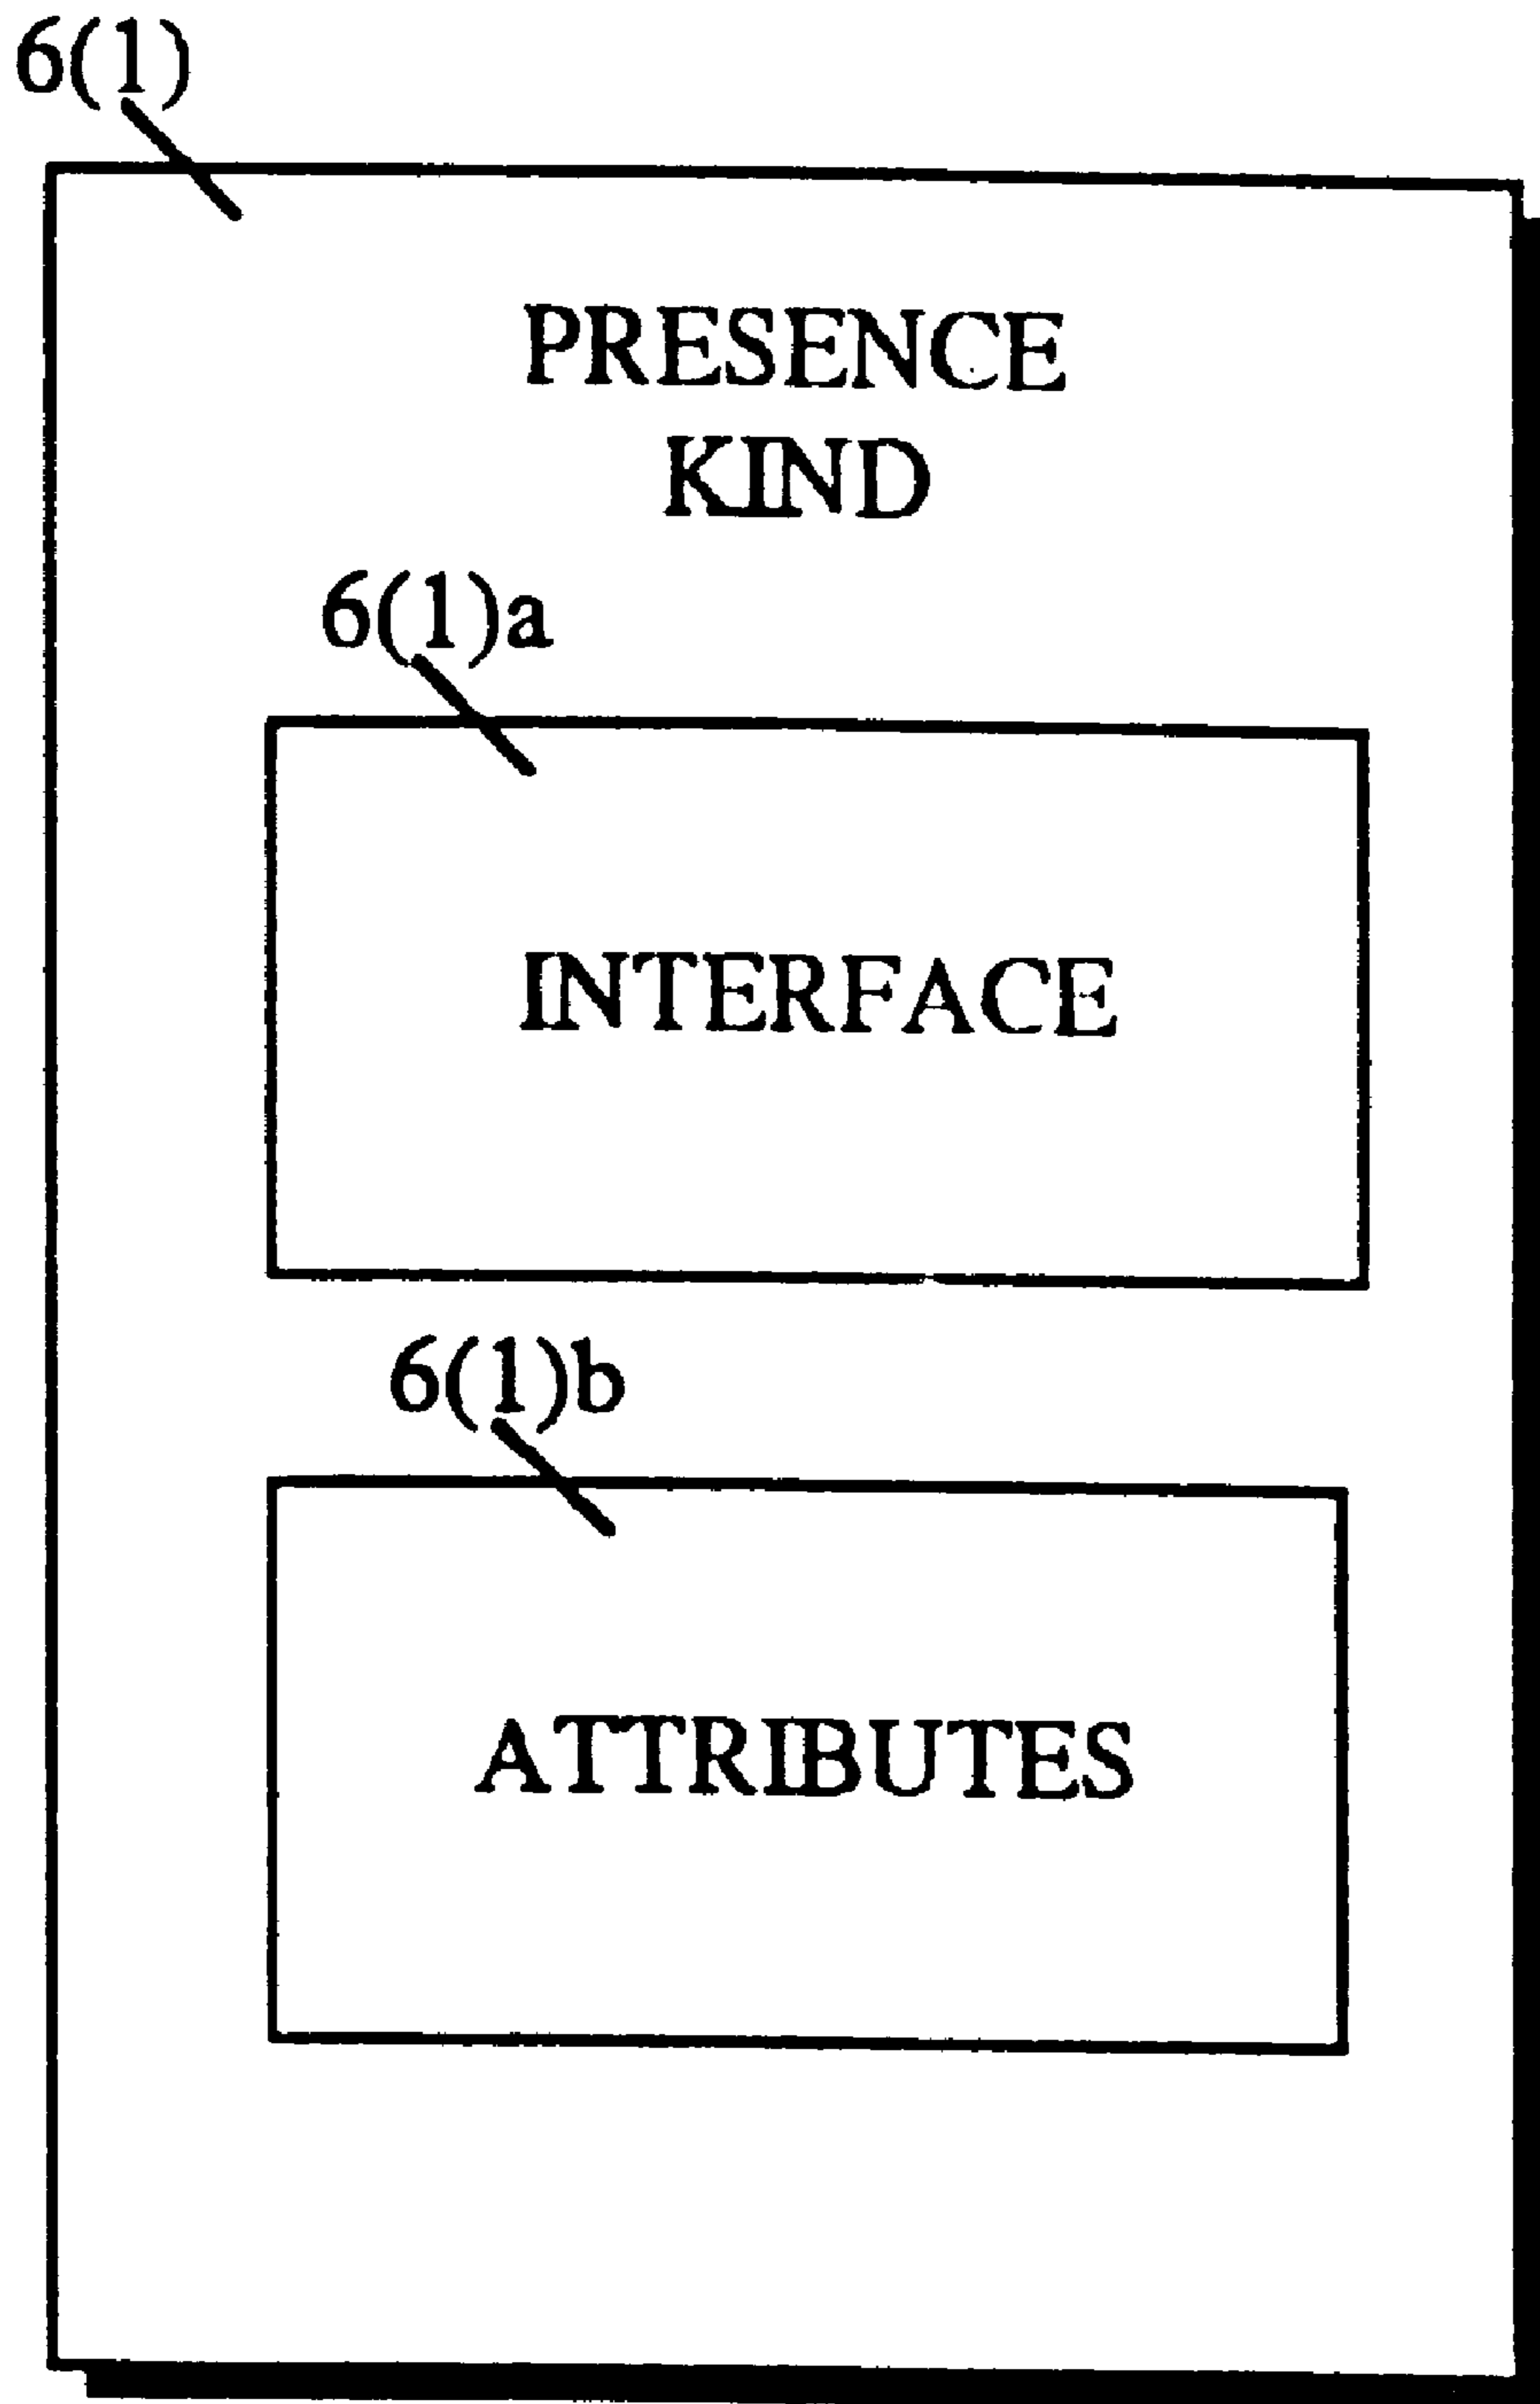 6(1)
PRESENCE
KIND
6(1)a
INTERFACE
6(1)b
ATTRIBUTES